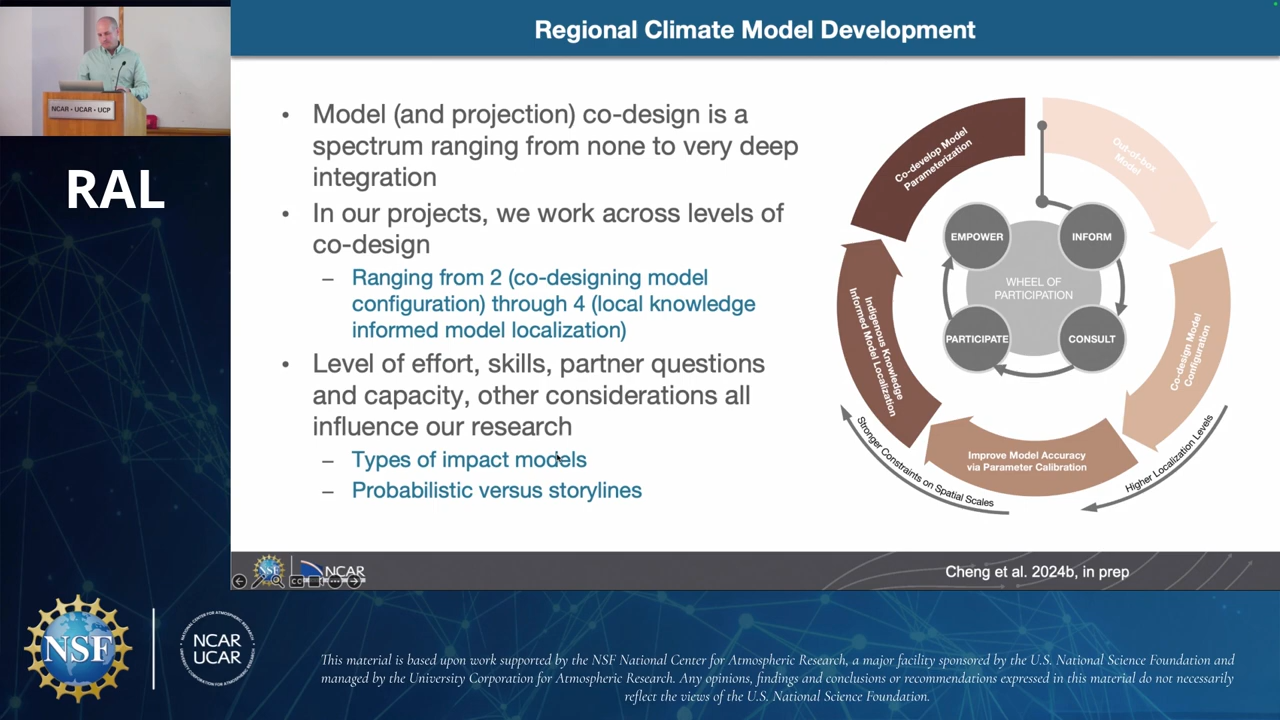 Regional Climate Model Development
NCAR • UCAR • UCP
RAL
• Model (and projection) co-design is a
spectrum ranging from none to very deep
integration
• In our projects, we work across levels of
co-design
– Ranging from 2 (co-designing model
configuration) through 4 (local knowledge
informed model localization)
• Level of effort, skills, partner questions
and capacity, other considerations all
influence our research
– Types of impact models
– Probabilistic versus storylines
Co-develop Model
Parameterization
Out-of-box
Model
EMPOWER
INFORM
WHEEL OF
PARTICIPATION
PARTICIPATE
CONSULT
Indigenous Knowledge
Informed Model Localization
Co-design Model
Configuration
Improve Model Accuracy
via Parameter Calibration
Stronger Constraints on Spatial Scales
Higher Localization Levels
NSF
NCAR
Cheng et al. 2024b, in prep
NSF
NCAR
UCAR
This material is based upon work supported by the NSF National Center for Atmospheric Research, a major facility sponsored by the U.S. National Science Foundation and
managed by the University Corporation for Atmospheric Research. Any opinions, findings and conclusions or recommendations expressed in this material do not necessarily
reflect the views of the U.S. National Science Foundation.